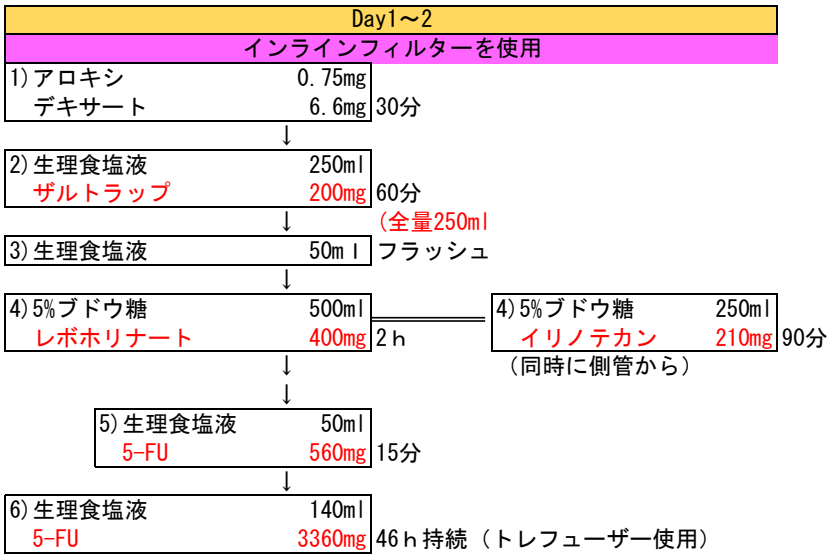 Day1～2
インラインフィルターを使用
1)アロキシ 0.75mg
デキサート 6.6mg 30分
↓
2)生理食塩液 250ml
ザルトラップ 200mg 60分
↓ (全量250ml
3)生理食塩液 50mｌ フラッシュ
↓
4)5%ブドウ糖 500ml 4)5%ブドウ糖 250ml
レボホリナート 400mg 2ｈ イリノテカン 210mg 90分
↓ （同時に側管から）
↓
5)生理食塩液 50ml
5-FU 560mg 15分
↓
6)生理食塩液 140ml
5-FU 3360mg 46ｈ持続（トレフューザー使用）